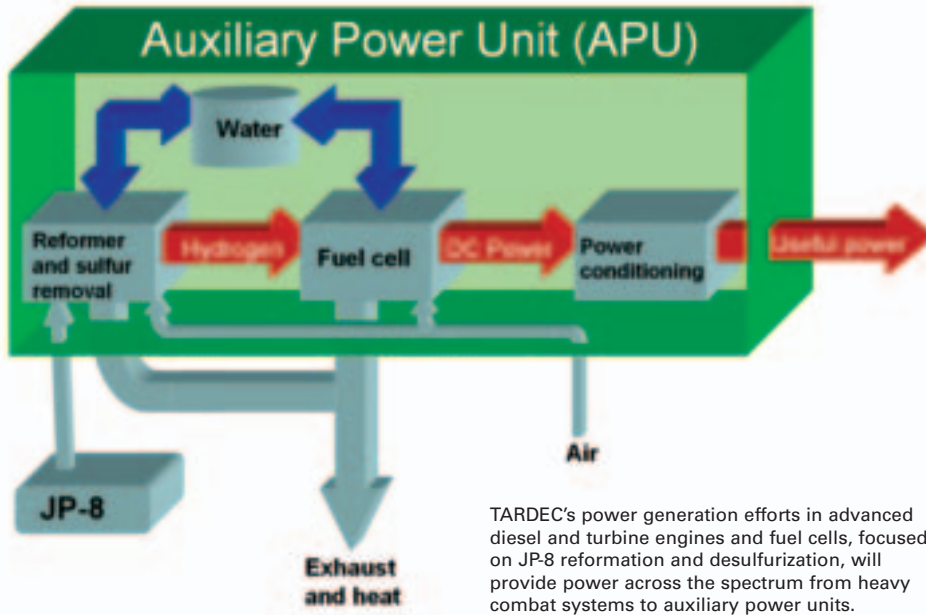 Auxiliary Power Unit (APU)
Water
Reformer
and sulfur
removal
Hydrogen
Fuel cell
DC Power
Power
conditioning
Useful power
Air
JP-8
Exhaust
and heat
TARDEC's power generation efforts in advanced
diesel and turbine engines and fuel cells, focused
on JP-8 reformation and desulfurization, will
provide power across the spectrum from heavy
combat systems to auxiliary power units.